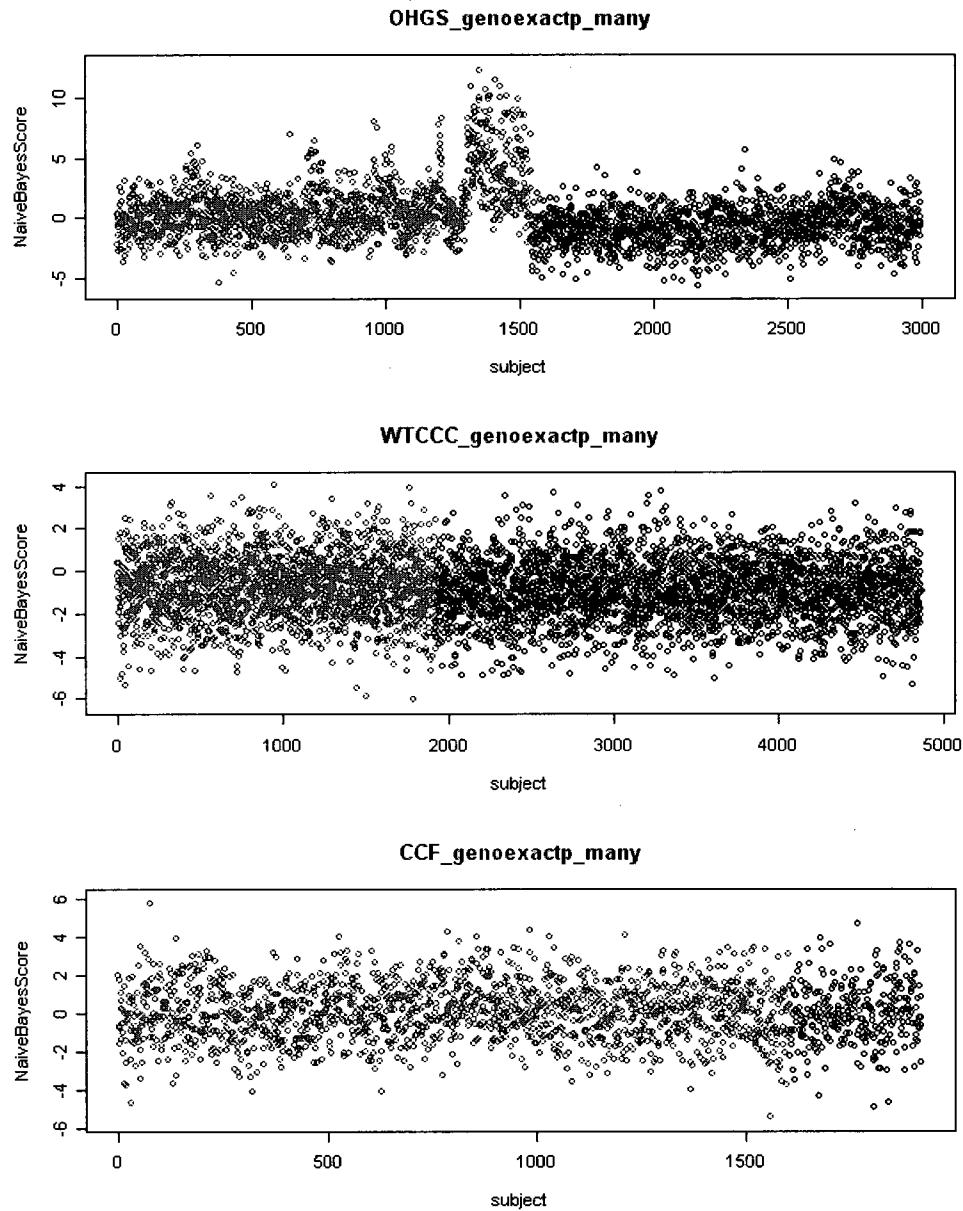 OHGS_genoexactp_many
NaiveBayesScore
10
5
0
-5
0 500 1000 1500 2000 2500 3000
subject
WTCCC_genoexactp_many
NaiveBayesScore
4
2
0
-2
-4
-6
0 1000 2000 3000 4000 5000
subject
CCF_genoexactp_many
NaiveBayesScore
6
4
2
0
-2
-4
-6
0 500 1000 1500
subject